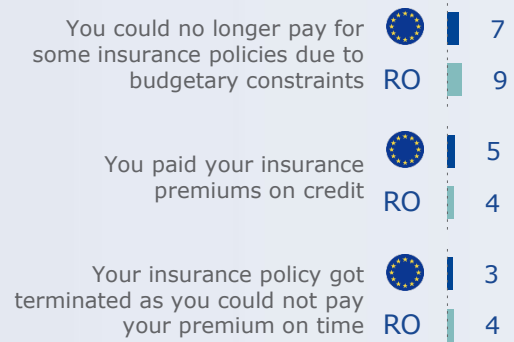 You could no longer pay for
some insurance policies due to
budgetary constraints
7
RO 9
You paid your insurance
premiums on credit
5
RO 4
Your insurance policy got
terminated as you could not pay
your premium on time
3
RO 4